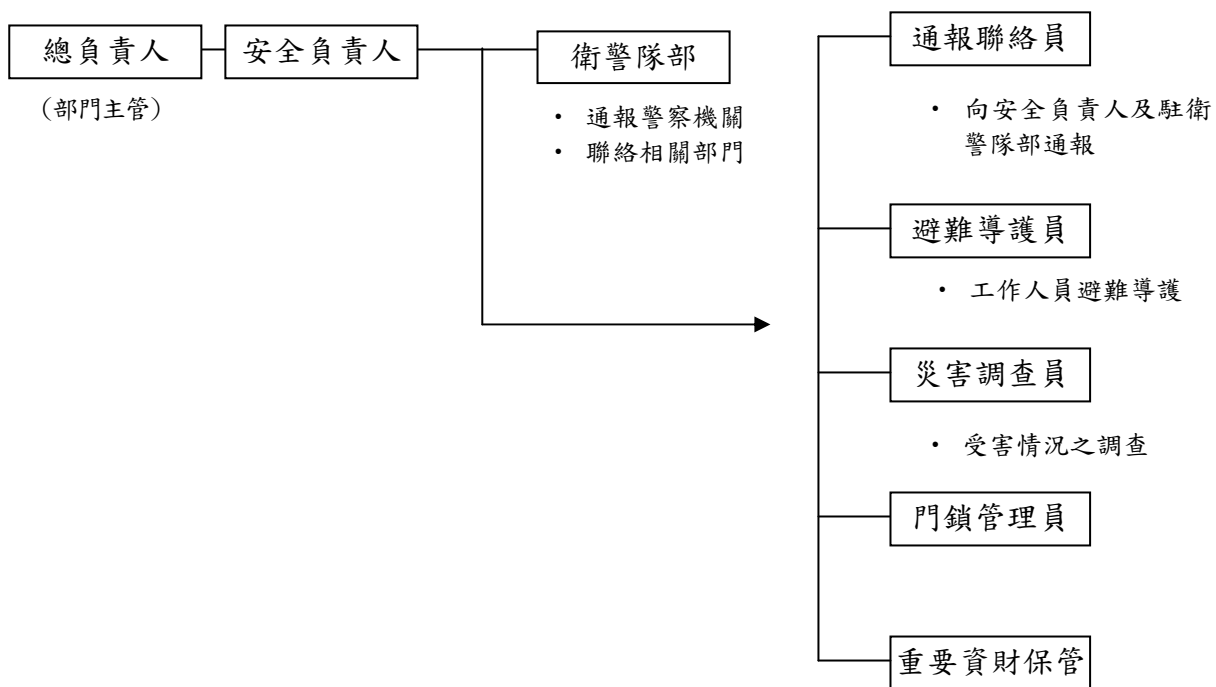 總負責人
(部門主管)
安全負責人
衛警隊部
• 通報警察機關
• 聯絡相關部門
通報聯絡員
• 向安全負責人及駐衛
警隊部通報
避難導護員
• 工作人員避難導護
災害調查員
• 受害情況之調查
門鎖管理員
重要資財保管